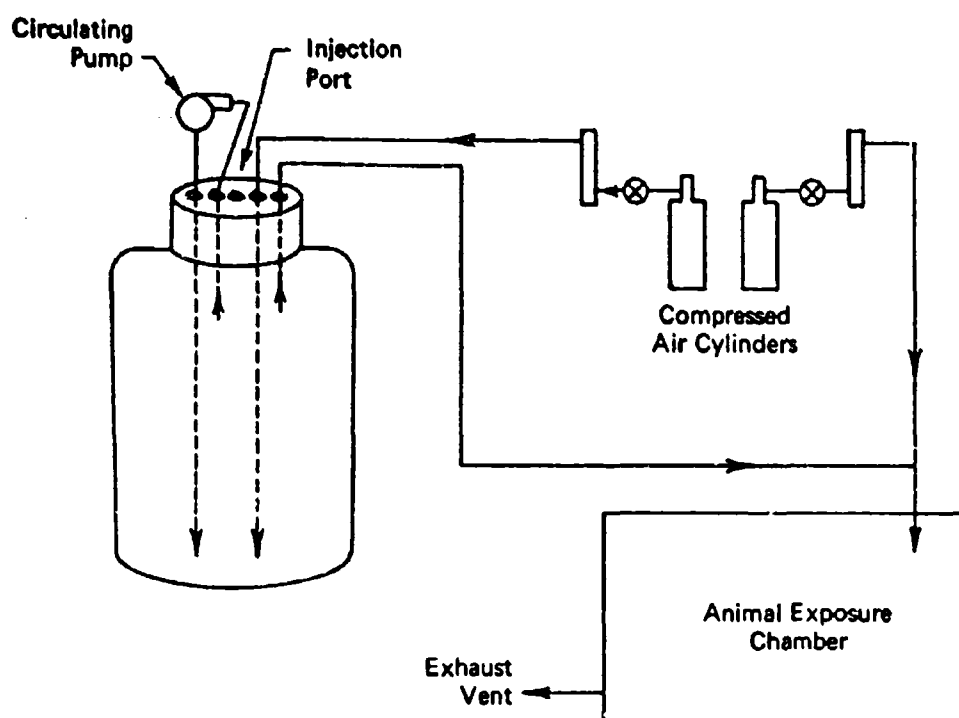 Circulating
Pump
Injection
Port
Compressed
Air Cylinders
Animal Exposure
Chamber
Exhaust
Vent